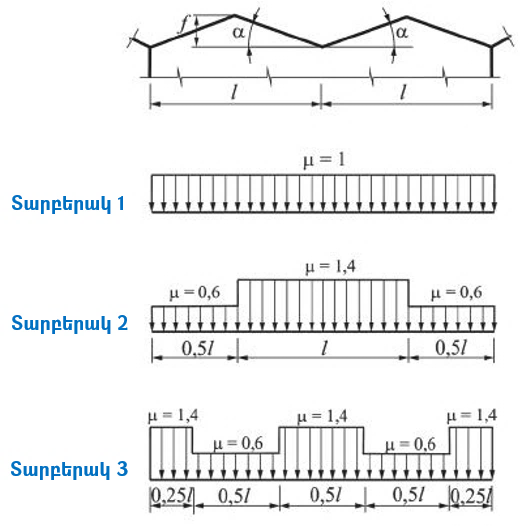 f α α
l l
μ = 1
Տարբերակ 1
μ = 1,4
μ = 0,6 μ = 0,6
Տարբերակ 2
0,5l l 0,5l
μ = 1,4 μ = 1,4 μ = 1,4
μ = 0,6 μ = 0,6
Տարբերակ 3
0,25l 0,5l 0,5l 0,5l 0,25l